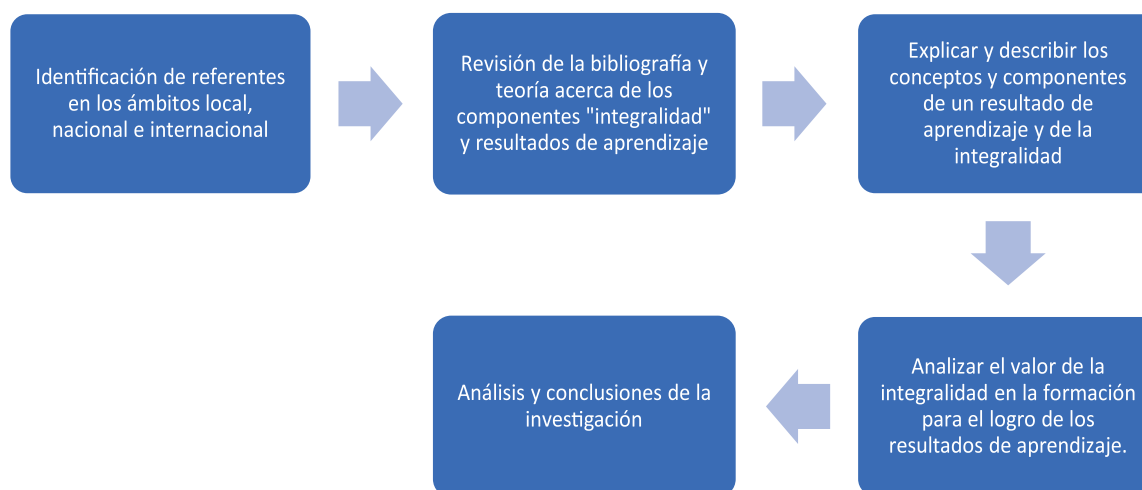 Identificación de referentes
en los ámbitos local,
nacional e internacional
Revisión de la bibliografía y
teoría acerca de los
componentes "integralidad"
y resultados de aprendizaje
Explicar y describir los
conceptos y componentes
de un resultado de
aprendizaje y de la
integralidad
Analizar el valor de la
integralidad en la formación
para el logro de los
resultados de aprendizaje.
Análisis y conclusiones de la
investigación